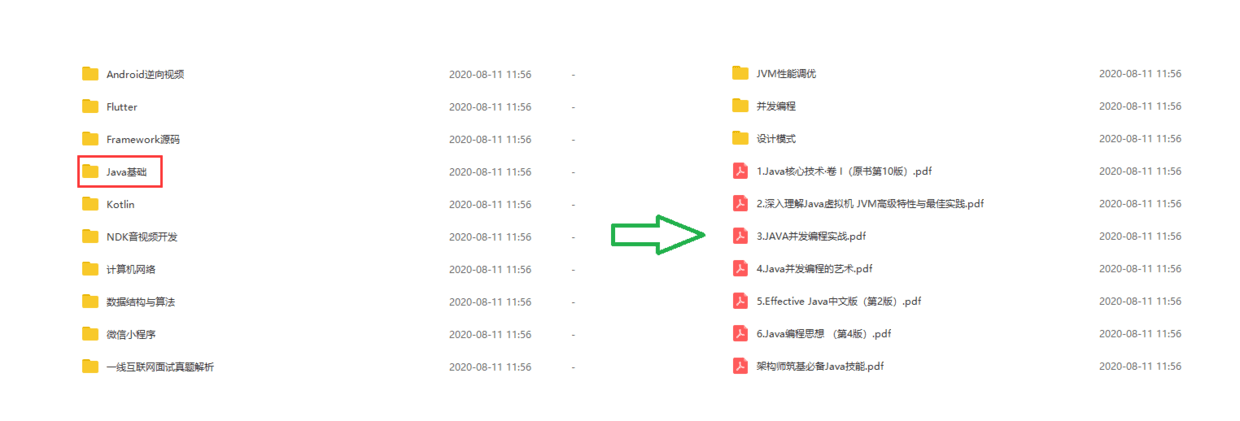 Android逆向视频 2020-08-11 11:56 -
Flutter 2020-08-11 11:56 -
Framework源码 2020-08-11 11:56 -
Java基础 2020-08-11 11:56 -
Kotlin 2020-08-11 11:56 -
NDK音视频开发 2020-08-11 11:56 -
计算机网络 2020-08-11 11:56 -
数据结构与算法 2020-08-11 11:56 -
微信小程序 2020-08-11 11:56 -
一线互联网面试真题解析 2020-08-11 11:56 -
JVM性能调优 2020-08-11 11:56
并发编程 2020-08-11 11:56
设计模式 2020-08-11 11:56
1.Java核心技术·卷 I（原书第10版）.pdf 2020-08-11 11:56
2.深入理解Java虚拟机 JVM高级特性与最佳实践.pdf 2020-08-11 11:56
3.JAVA并发编程实战.pdf 2020-08-11 11:56
4.Java并发编程的艺术.pdf 2020-08-11 11:56
5.Effective Java中文版（第2版）.pdf 2020-08-11 11:56
6.Java编程思想 （第4版）.pdf 2020-08-11 11:56
架构师筑基必备Java技能.pdf 2020-08-11 11:56